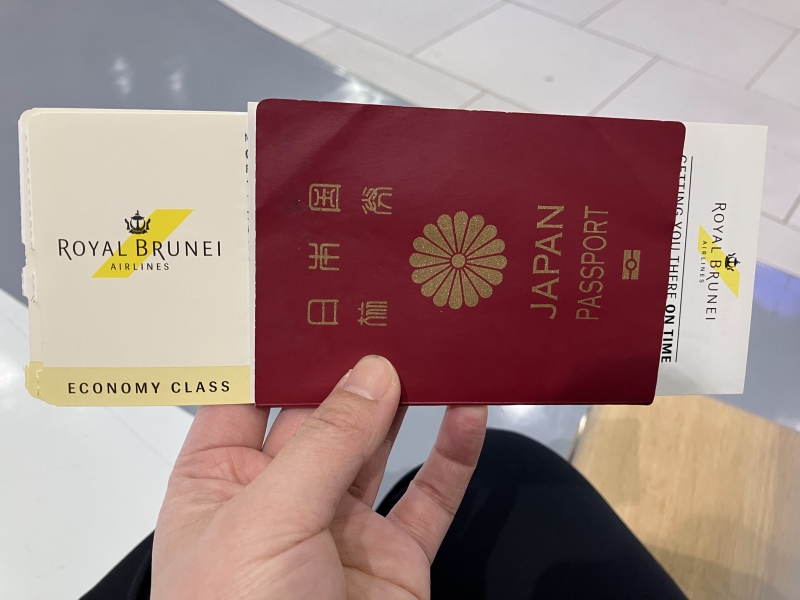 ROYAL BRUNEI
AIRLINES
ECONOMY CLASS
日本国
旅券
JAPAN
PASSPORT
GETTING YOU THERE ON TIME
ROYAL BRUNEI
AIRLINES